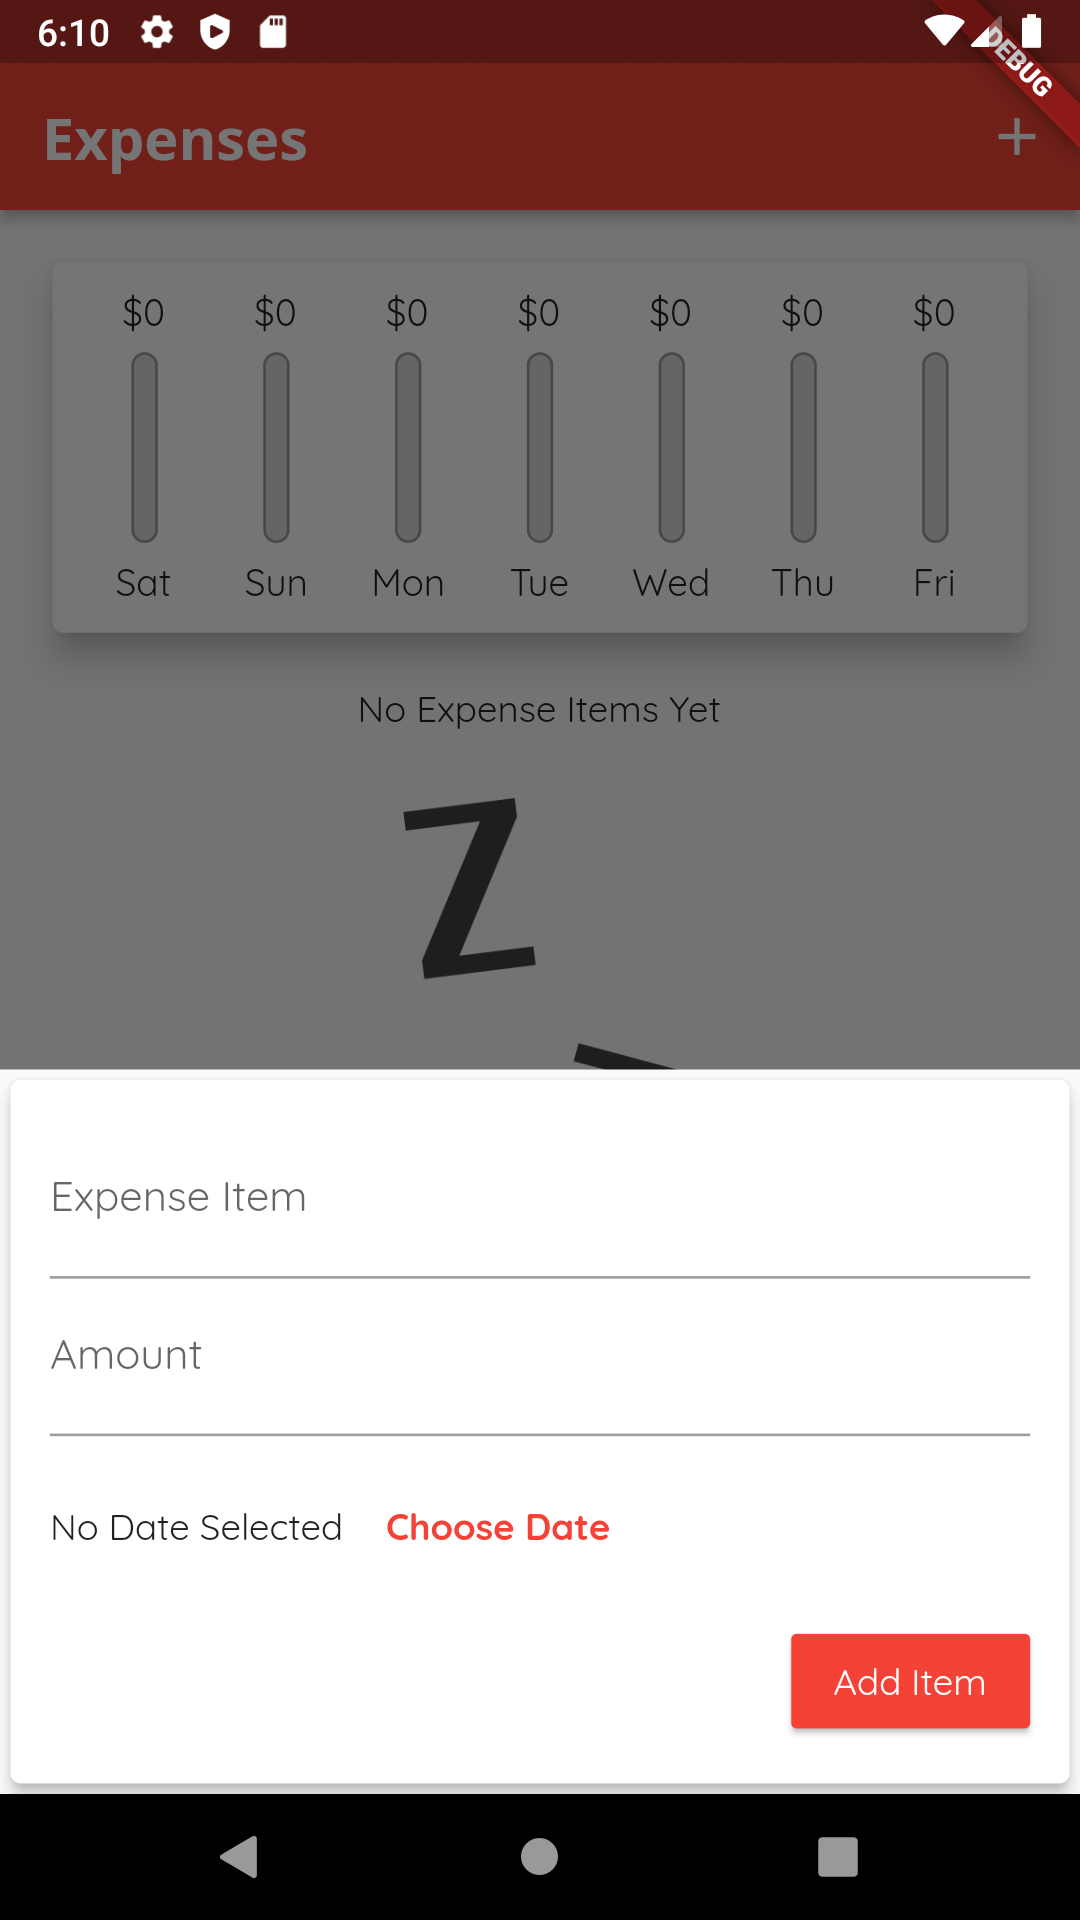 6:10
DEBUG
Expenses
$0 $0 $0 $0 $0 $0 $0
Sat Sun Mon Tue Wed Thu Fri
No Expense Items Yet
Z
Expense Item
Amount
No Date Selected Choose Date
Add Item